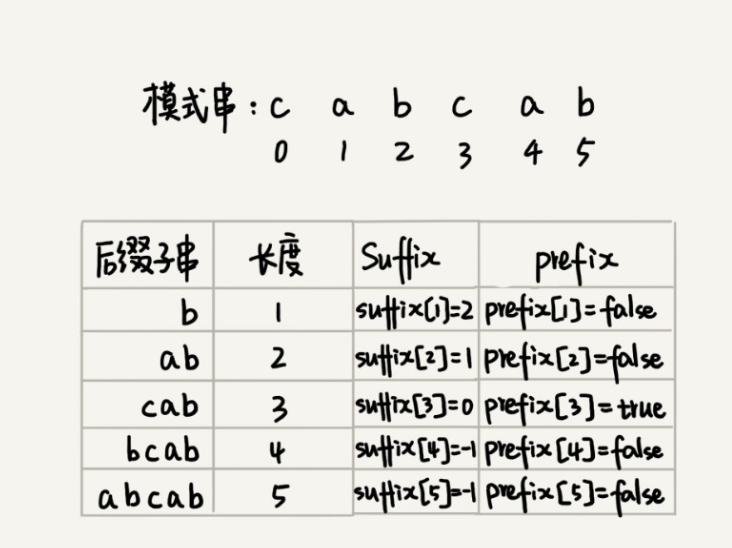 模式串: c a b c a b
0 1 2 3 4 5
后缀子串 长度 Suffix prefix
b 1 suffix[1]=2 prefix[1]=false
ab 2 suffix[2]=1 prefix[2]=false
cab 3 suffix[3]=0 prefix[3]=true
bcab 4 suffix[4]=-1 prefix[4]=false
abcab 5 suffix[5]=-1 prefix[5]=false